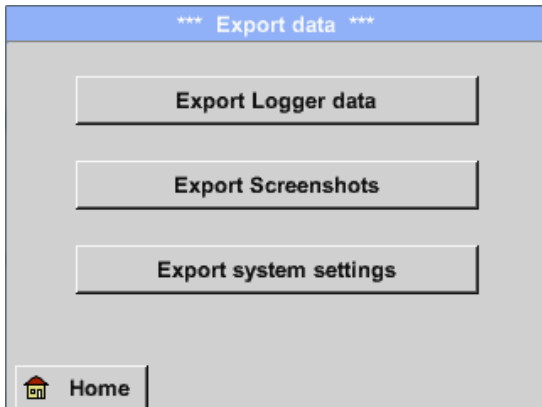 *** Export data ***
Export Logger data
Export Screenshots
Export system settings
Home